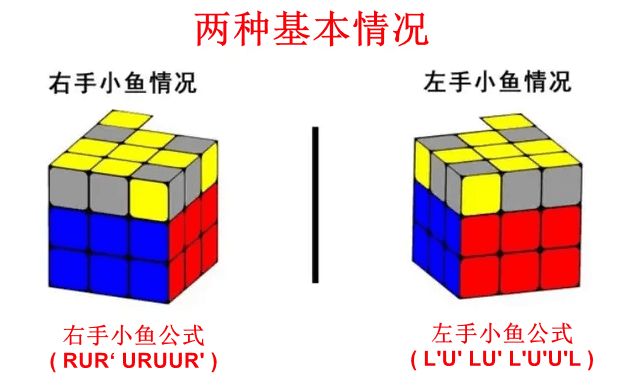 两种基本情况
右手小鱼情况
左手小鱼情况
右手小鱼公式
( RUR‘ URUUR' )
左手小鱼公式
( L'U' LU' L'U'U'L )